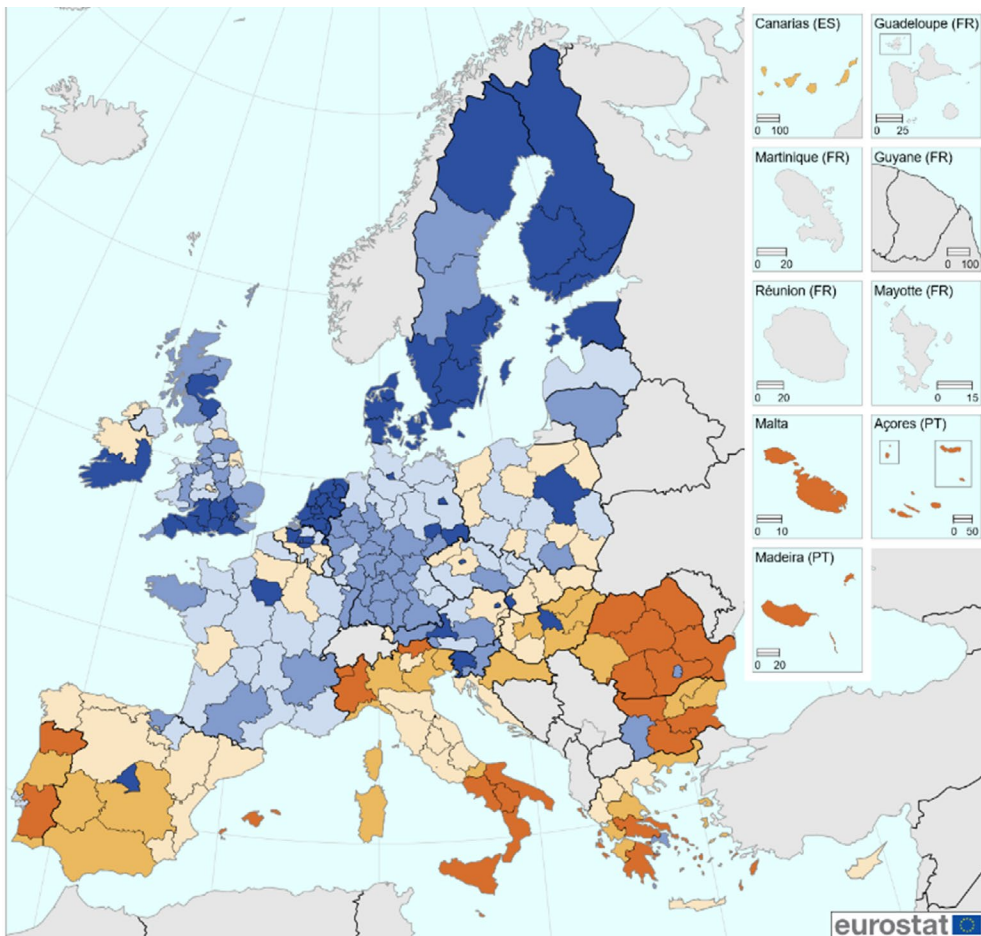 Canarias (ES)
0 100
Guadeloupe (FR)
0 25
Martinique (FR)
0 20
Guyane (FR)
0 100
Réunion (FR)
0 20
Mayotte (FR)
0 15
Malta
0 10
Açores (PT)
0 50
Madeira (PT)
0 20
eurostat